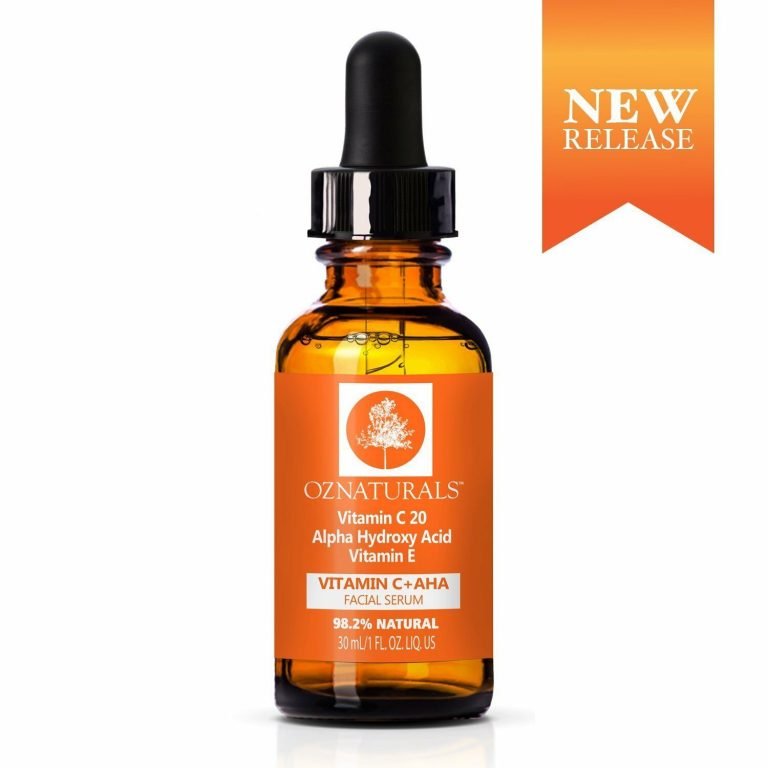 NEW
RELEASE
OZNATURALS™
Vitamin C 20
Alpha Hydroxy Acid
Vitamin E
VITAMIN C+AHA
FACIAL SERUM
98.2% NATURAL
30 mL/1 FL. OZ. LIQ. US